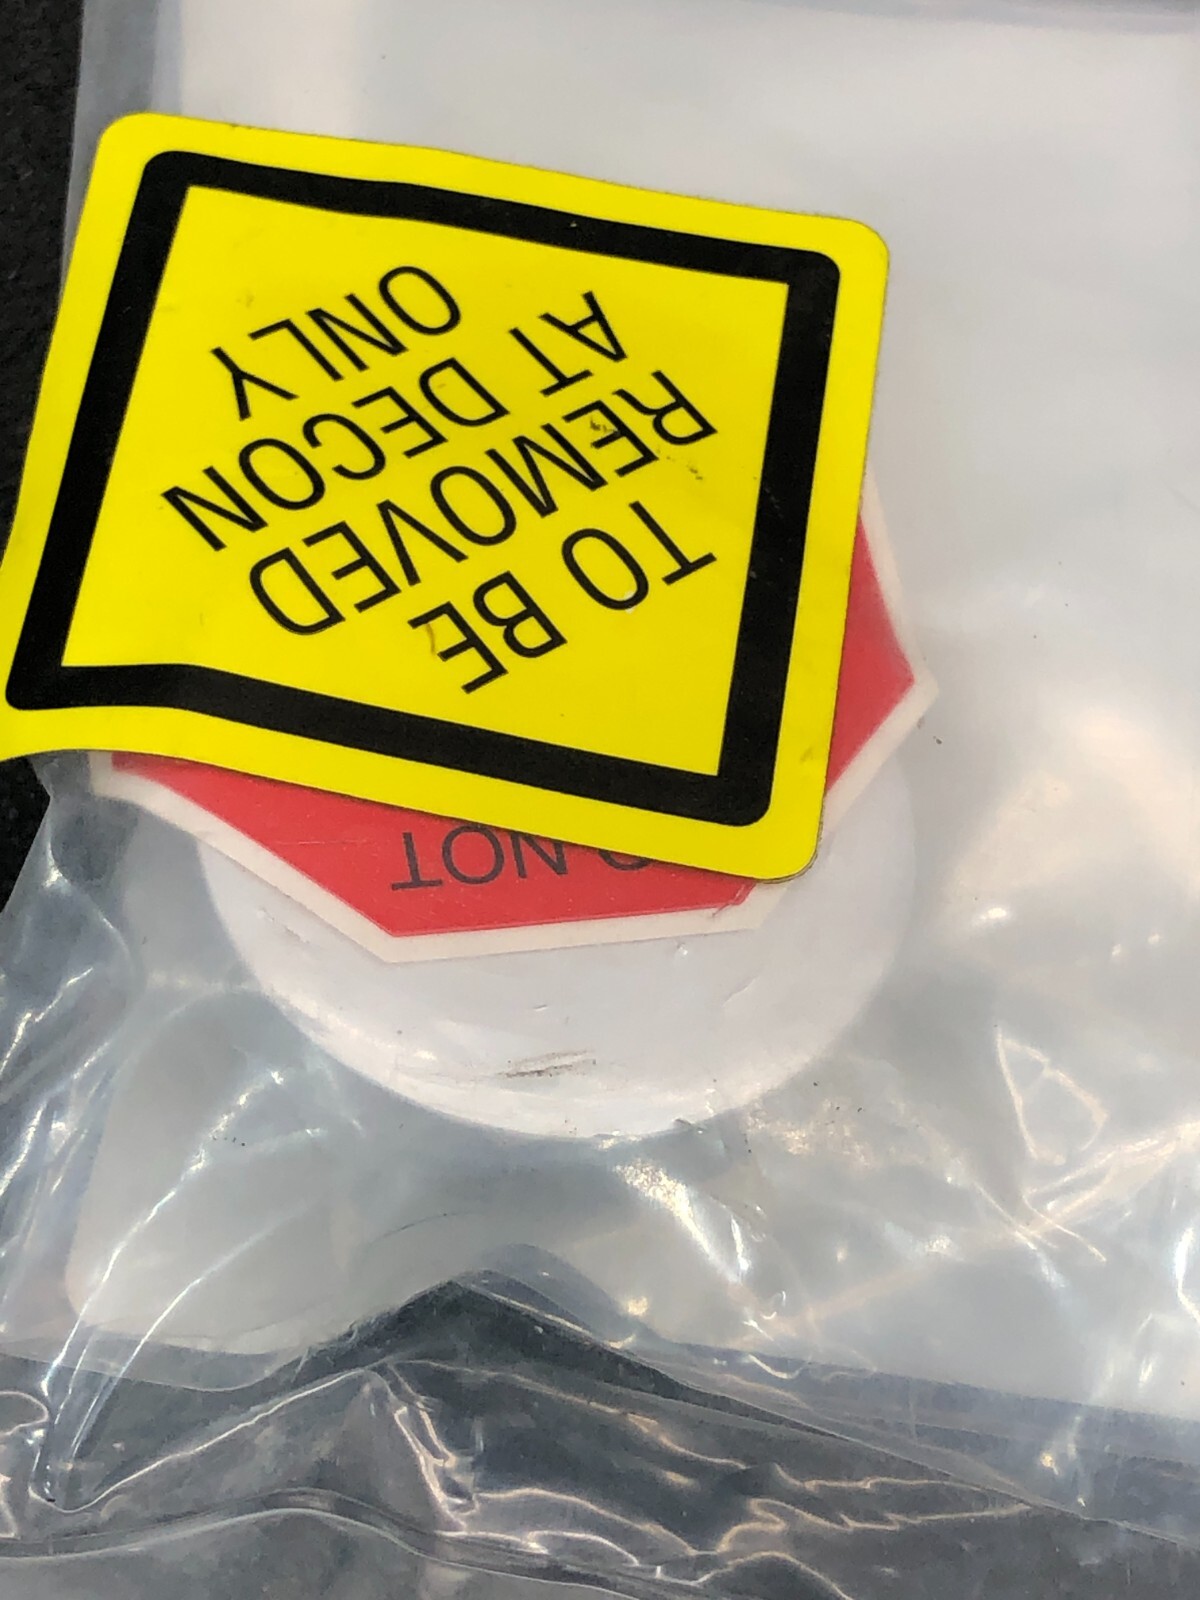 NOT
TO BE
REMOVED
AT DECON
ONLY